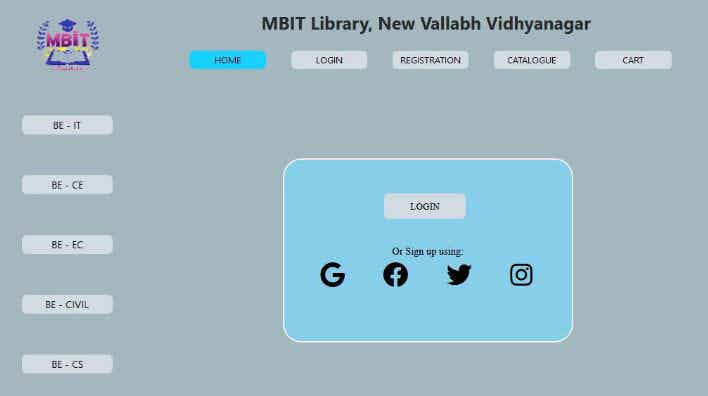 MBIT
MBIT Library, New Vallabh Vidhyanagar
HOME
LOGIN
REGISTRATION
CATALOGUE
CART
BE - IT
BE - CE
BE - EC
BE - CIVIL
BE - CS
LOGIN
Or Sign up using: